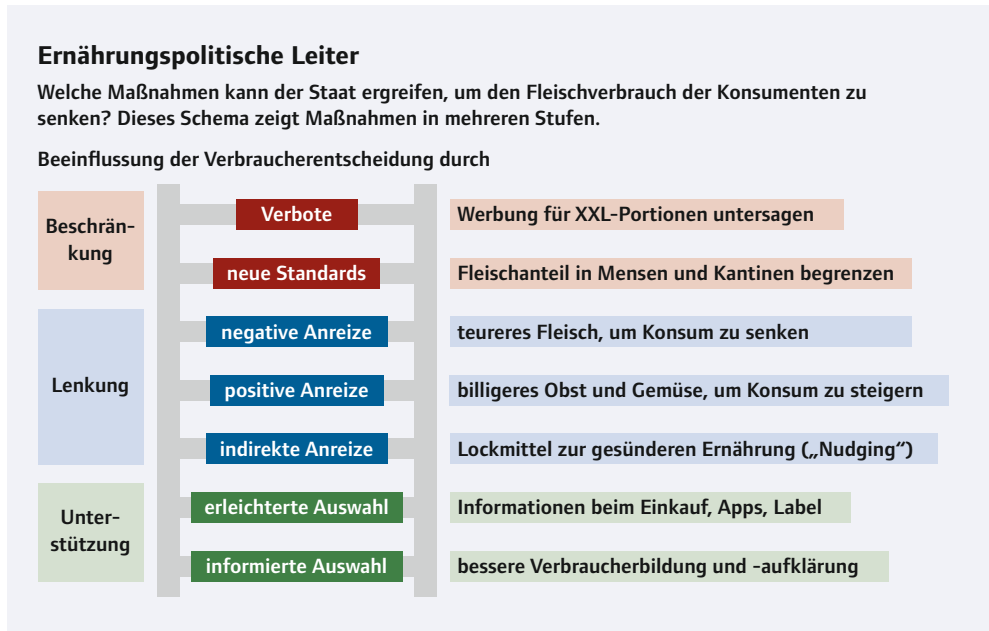 Ernährungspolitische Leiter
Welche Maßnahmen kann der Staat ergreifen, um den Fleischverbrauch der Konsumenten zu
senken? Dieses Schema zeigt Maßnahmen in mehreren Stufen.
Beeinflussung der Verbraucherentscheidung durch
Beschrän-
kung
Verbote
Werbung für XXL-Portionen untersagen
neue Standards
Fleischanteil in Mensen und Kantinen begrenzen
Lenkung
negative Anreize
teureres Fleisch, um Konsum zu senken
positive Anreize
billigeres Obst und Gemüse, um Konsum zu steigern
indirekte Anreize
Lockmittel zur gesünderen Ernährung („Nudging“)
Unter-
stützung
erleichterte Auswahl
Informationen beim Einkauf, Apps, Label
informierte Auswahl
bessere Verbraucherbildung und -aufklärung